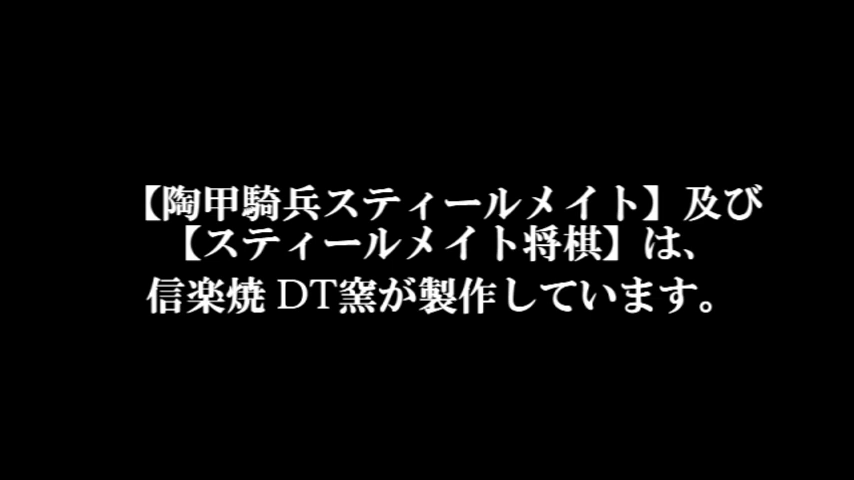 【陶甲騎兵スティールメイト】及び
【スティールメイト将棋】は、
信楽焼 DT窯が製作しています。